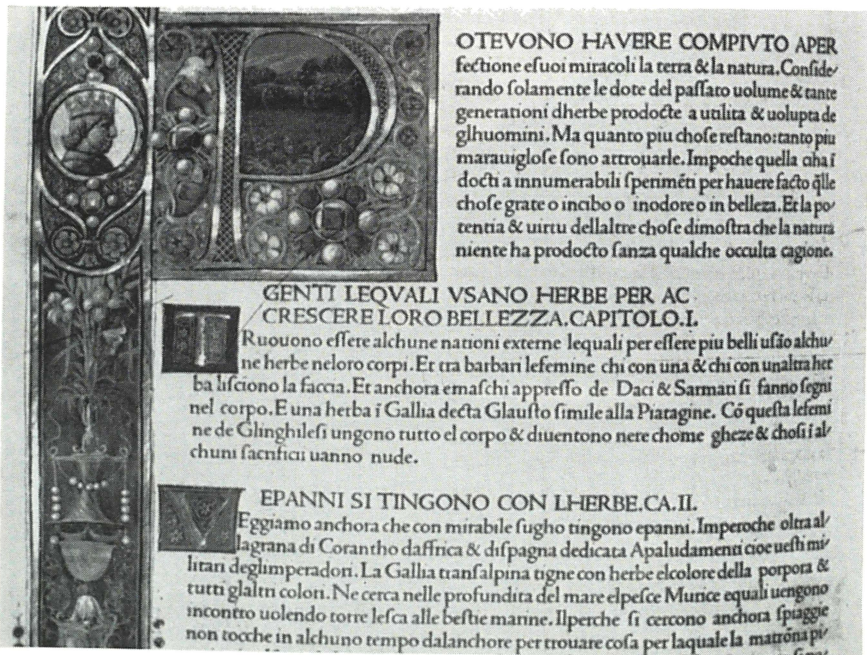 POTEVONO HAVERE COMPIVTO APER
fectione eſuoi miracoli la terra & la natura. Conſide/
rando ſolamente le dote del paſſato uolume & tante
generationi dherbe prodocte a utilita & uolupta de
glhuomini. Ma quanto piu choſe reſtano: tanto piu
marauigloſe ſono artrouarle. Impoche quella cíha ĩ
docti a innumerabili ſperimẽti per hauere facto q̃lle
choſe grate o incibo o inodore o in belleza. Et la po/
tentia & uirtu dellaltre choſe dimoſtra che la natura
niente ha prodocto ſanza qualche occulta cagione.
GENTI LEQVALI VSANO HERBE PER AC
CRESCERE LORO BELLEZZA. CAPITOLO. I.
TRuouono eſſere alchune nationi externe lequali per eſſere piu belli uſão alchu/
ne herbe neloro corpi. Et tra barbari lefemine chi con una & chi con unaltra her
ba liſciono la faccia. Et anchora emaſchi appreſſo de Daci & Sarmati ſi fanno ſegni
nel corpo. E una herba ĩ Gallia decta Glauſto ſimile alla Piatagine. Cõ queſta lefemi
ne de Glinghileſi ungono tutto el corpo & diuentono nere chome gheze & choſi ĩ al/
chuni ſacrificii uanno nude.
EPANNI SI TINGONO CON LHERBE. CA. II.
VEggiamo anchora che con mirabile ſugho tingono epanni. Imperoche oltra al/
lagrana di Corantho daffrica & diſpagna dedicata Apaludamenti cioe ueſti mi/
litari deglimperadori. La Gallia tranſalpina tigne con herbe elcolore della porpora &
tutti glaltri colori. Ne cerca nelle profundita del mare elpeſce Murice equali uengono
incontro uolendo torre leſca alle beſtie marine. Ilperche ſi cercono anchora ſpiaggie
non tocche in alchuno tempo dalanchore per trouare coſa per laquale la matrõna piˊ